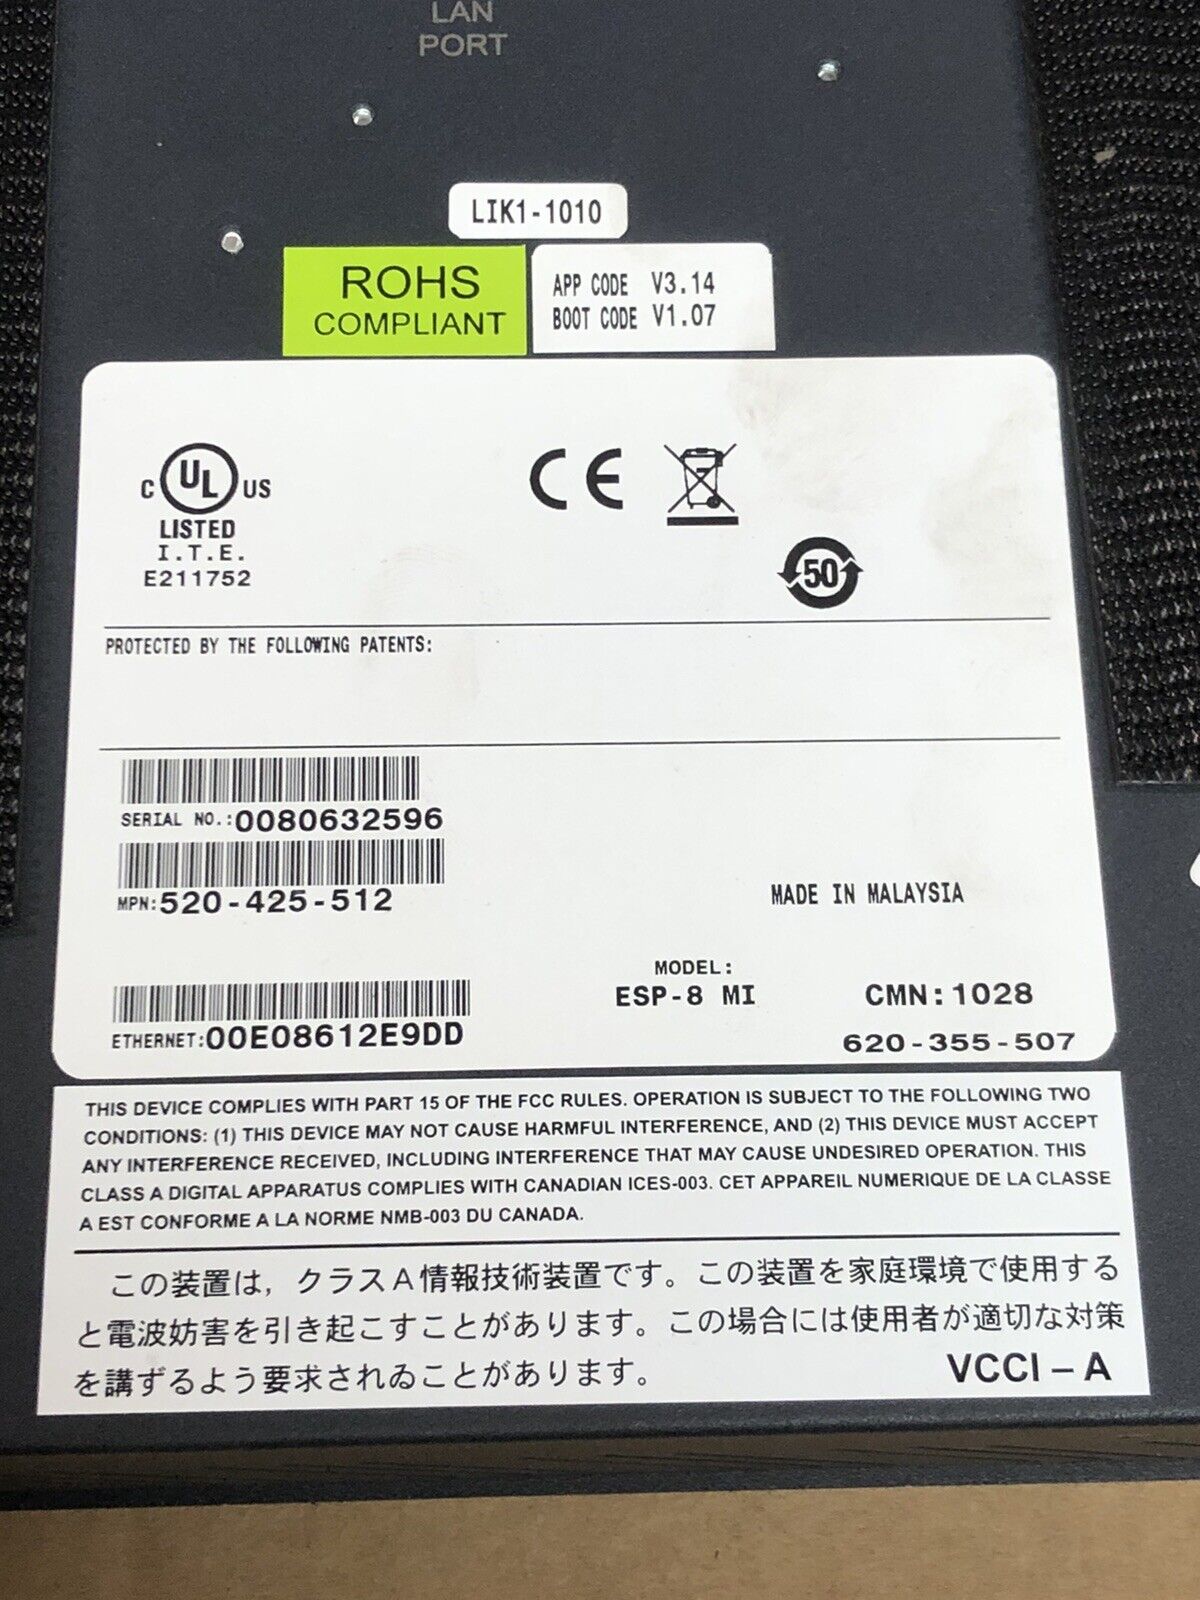 LAN
PORT
LIK1-1010
ROHS
COMPLIANT
APP CODE V3.14
BOOT CODE V1.07
C UL US
LISTED
I.T.E.
E211752
CE
50
PROTECTED BY THE FOLLOWING PATENTS:
SERIAL NO.:0080632596
MPN:520-425-512
MADE IN MALAYSIA
MODEL:
ESP-8 MI
CMN:1028
ETHERNET:00E08612E9DD
620-355-507
THIS DEVICE COMPLIES WITH PART 15 OF THE FCC RULES. OPERATION IS SUBJECT TO THE FOLLOWING TWO
CONDITIONS: (1) THIS DEVICE MAY NOT CAUSE HARMFUL INTERFERENCE, AND (2) THIS DEVICE MUST ACCEPT
ANY INTERFERENCE RECEIVED, INCLUDING INTERFERENCE THAT MAY CAUSE UNDESIRED OPERATION. THIS
CLASS A DIGITAL APPARATUS COMPLIES WITH CANADIAN ICES-003. CET APPAREIL NUMERIQUE DE LA CLASSE
A EST CONFORME A LA NORME NMB-003 DU CANADA.
この装置は，クラスA情報技術装置です。この装置を家庭環境で使用する
と電波妨害を引き起こすことがあります。この場合には使用者が適切な対策
を講ずるよう要求されゐことがあります。
VCCI-A